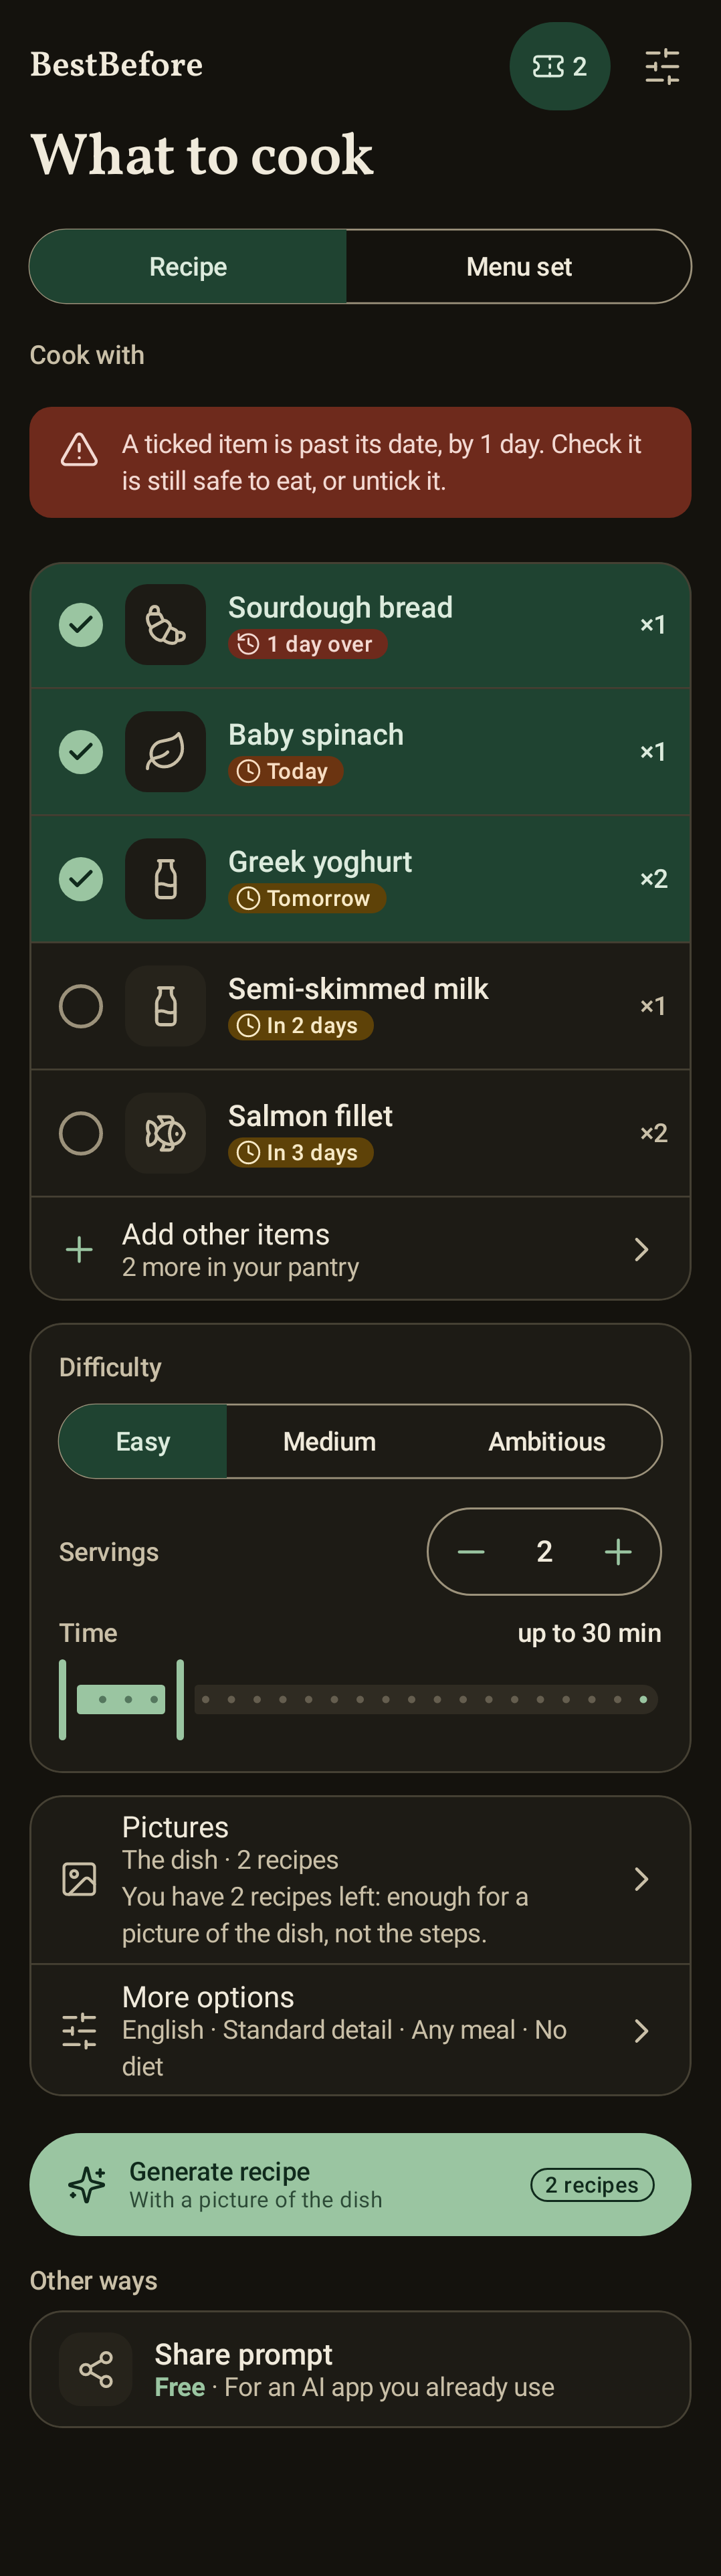 BestBefore
2
What to cook
Recipe
Menu set
Cook with
A ticked item is past its date, by 1 day. Check it
is still safe to eat, or untick it.
Sourdough bread
1 day over
×1
Baby spinach
Today
×1
Greek yoghurt
Tomorrow
×2
Semi-skimmed milk
In 2 days
×1
Salmon fillet
In 3 days
×2
Add other items
2 more in your pantry
Difficulty
Easy
Medium
Ambitious
Servings
2
Time
up to 30 min
Pictures
The dish · 2 recipes
You have 2 recipes left: enough for a
picture of the dish, not the steps.
More options
English · Standard detail · Any meal · No
diet
Generate recipe
With a picture of the dish
2 recipes
Other ways
Share prompt
Free · For an AI app you already use